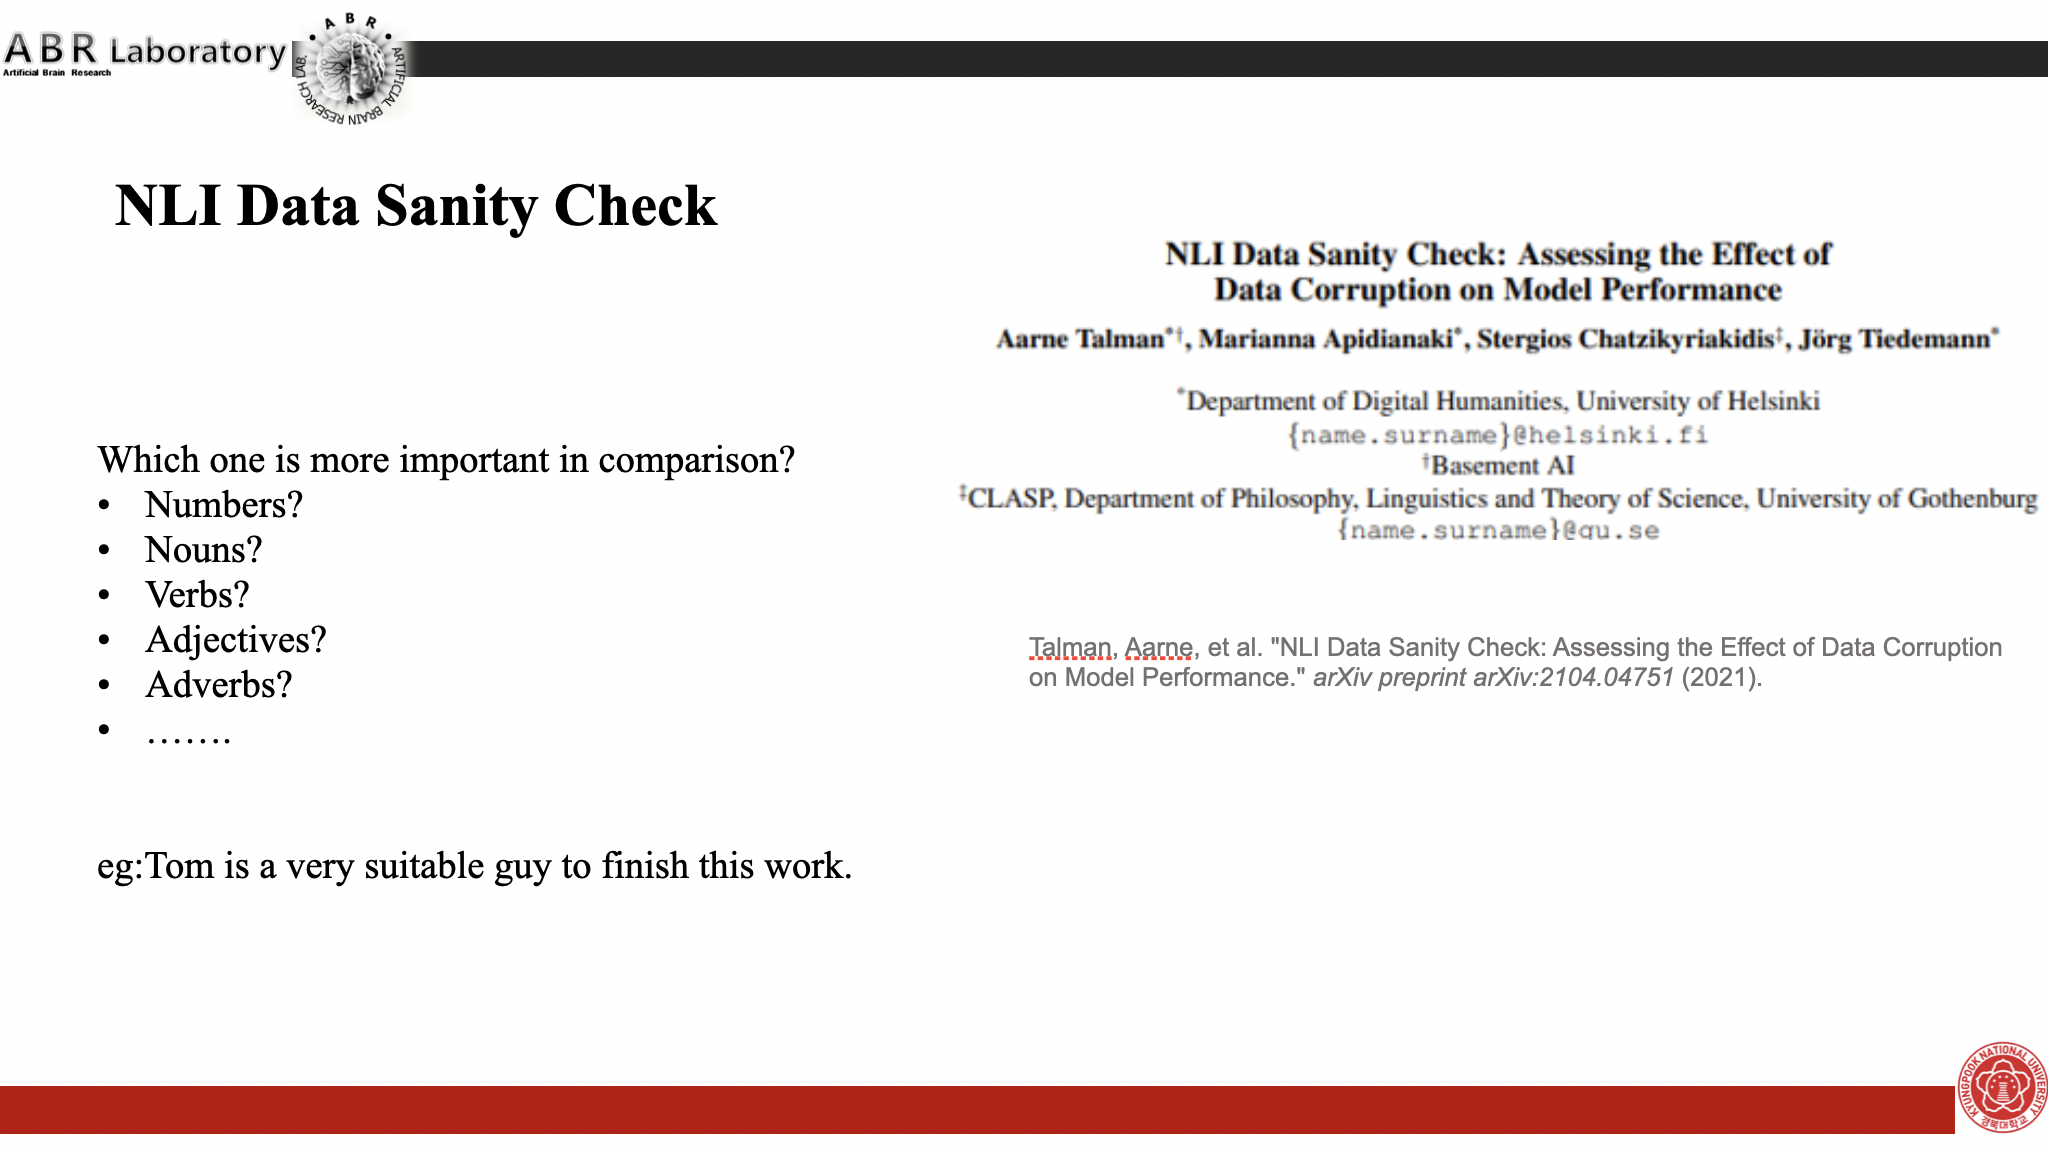 ABR Laboratory
Artificial Brain Research
A B R
ARTIFICIAL BRAIN RESEARCH LAB.
NLI Data Sanity Check
Which one is more important in comparison?
• Numbers?
• Nouns?
• Verbs?
• Adjectives?
• Adverbs?
• …….
eg:Tom is a very suitable guy to finish this work.
NLI Data Sanity Check: Assessing the Effect of
Data Corruption on Model Performance
Aarne Talman*†, Marianna Apidianaki*, Stergios Chatzikyriakidis‡, Jörg Tiedemann*
*Department of Digital Humanities, University of Helsinki
{name.surname}@helsinki.fi
†Basement AI
‡CLASP, Department of Philosophy, Linguistics and Theory of Science, University of Gothenburg
{name.surname}@gu.se
Talman, Aarne, et al. "NLI Data Sanity Check: Assessing the Effect of Data Corruption
on Model Performance." arXiv preprint arXiv:2104.04751 (2021).
KYUNGPOOK NATIONAL UNIVERSITY
경북대학교